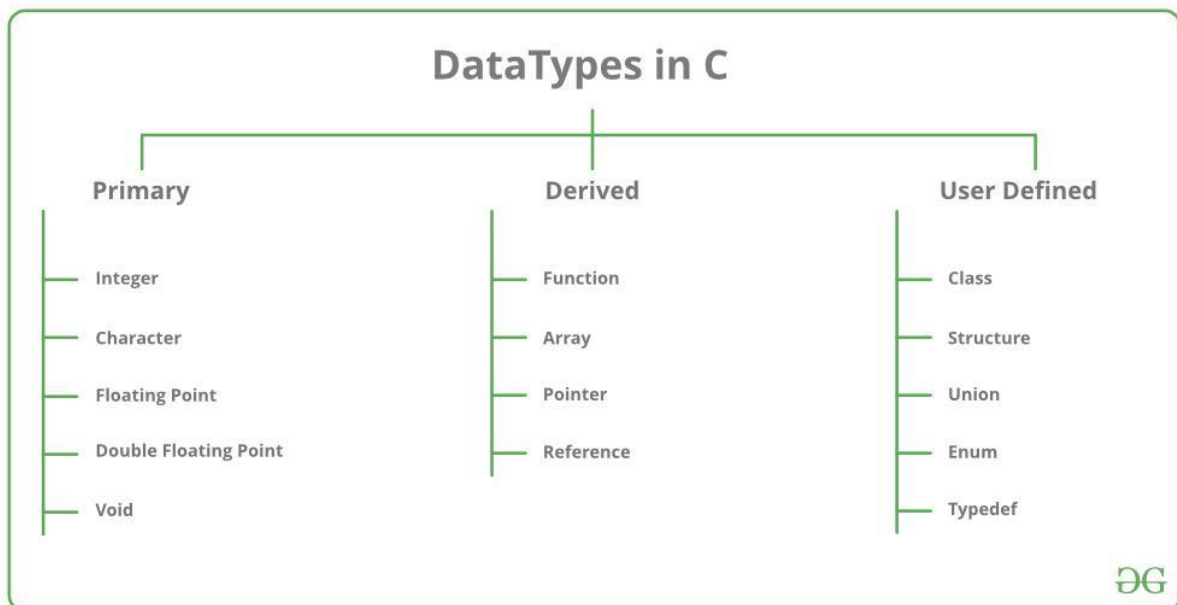 DataTypes in C
Primary
Integer
Character
Floating Point
Double Floating Point
Void
Derived
Function
Array
Pointer
Reference
User Defined
Class
Structure
Union
Enum
Typedef